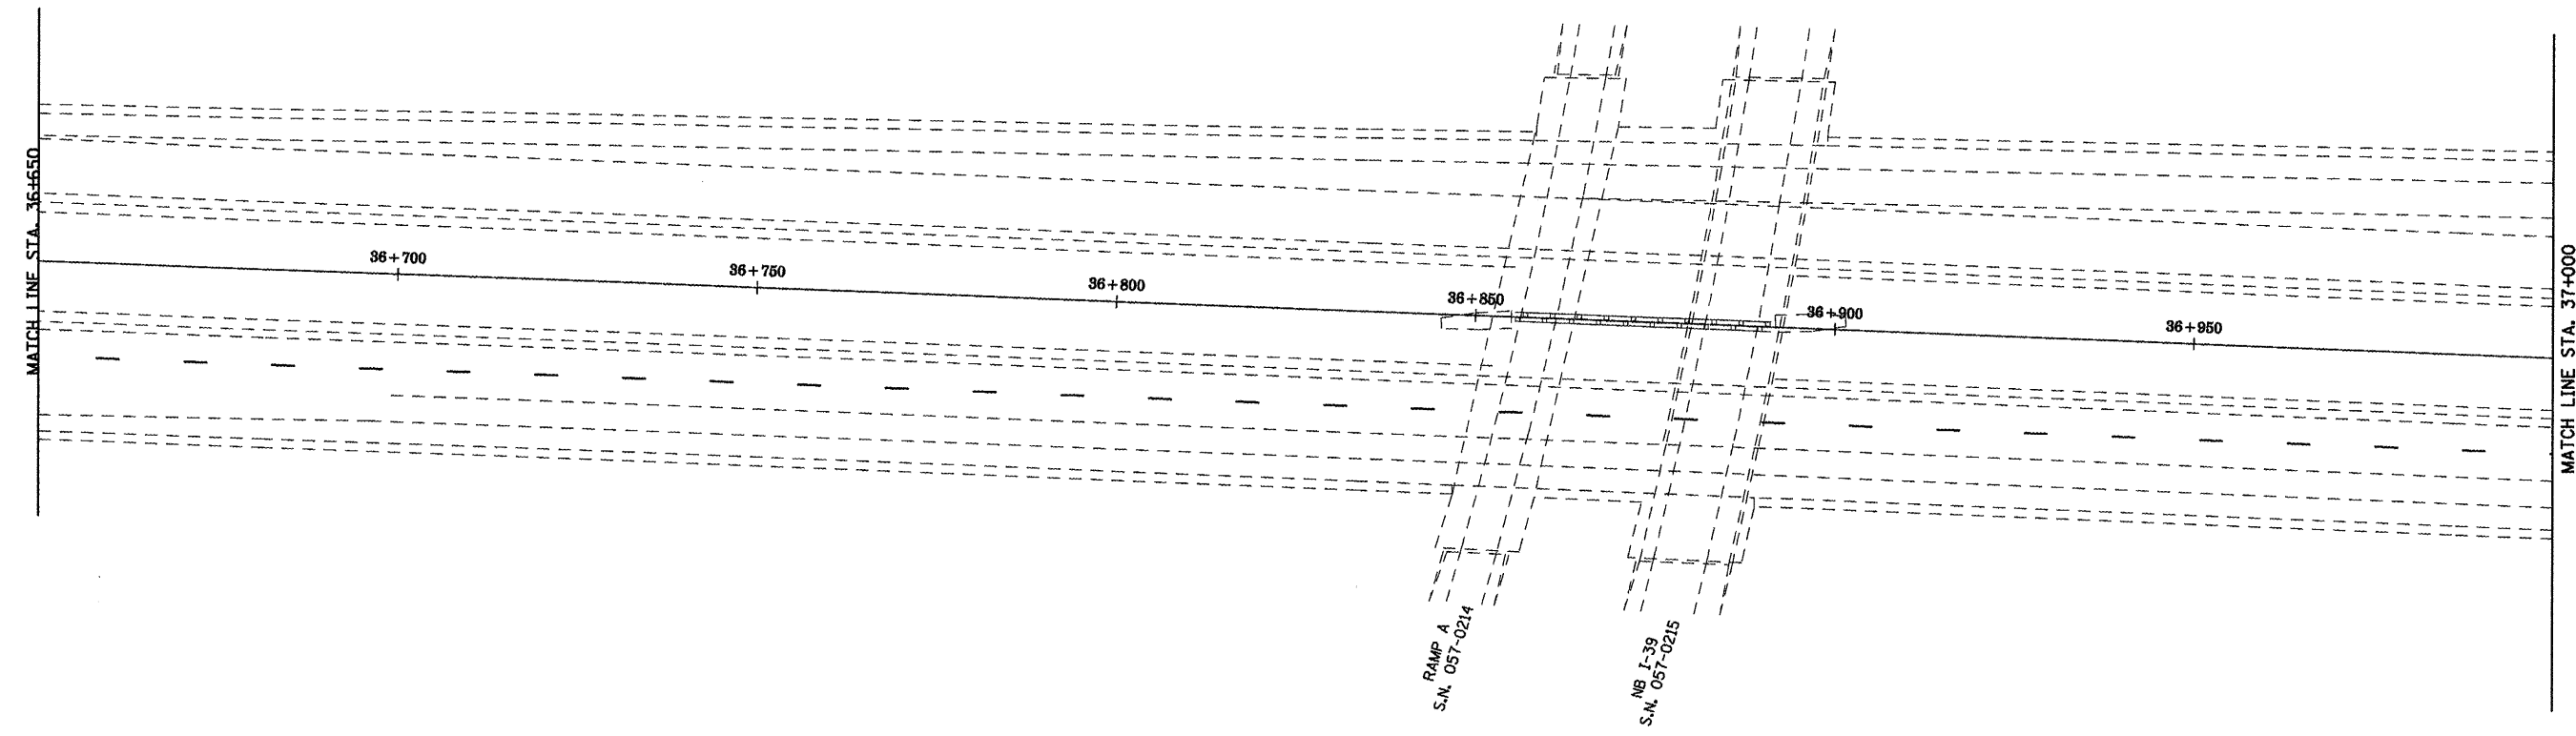 MATCH LINE STA. 36+650
36+700
36+750
36+800
36+850
36+900
36+950
MATCH LINE STA. 37+000
RAMP A
S.N. 057-0214
NB I-39
S.N. 057-0215